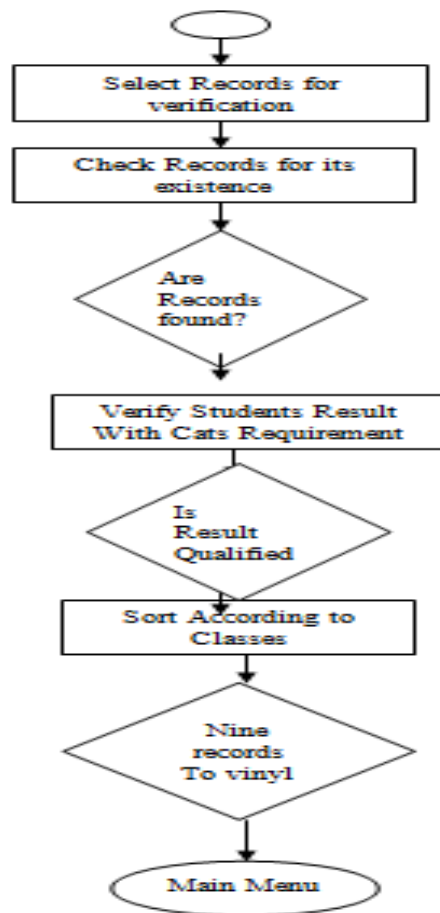 Select Records for
verification
Check Records for its
existence
Are
Records
found?
Verify Students Result
With Cats Requirement
Is
Result
Qualified
Sort According to
Classes
Nine
records
To vinyl
Main Menu